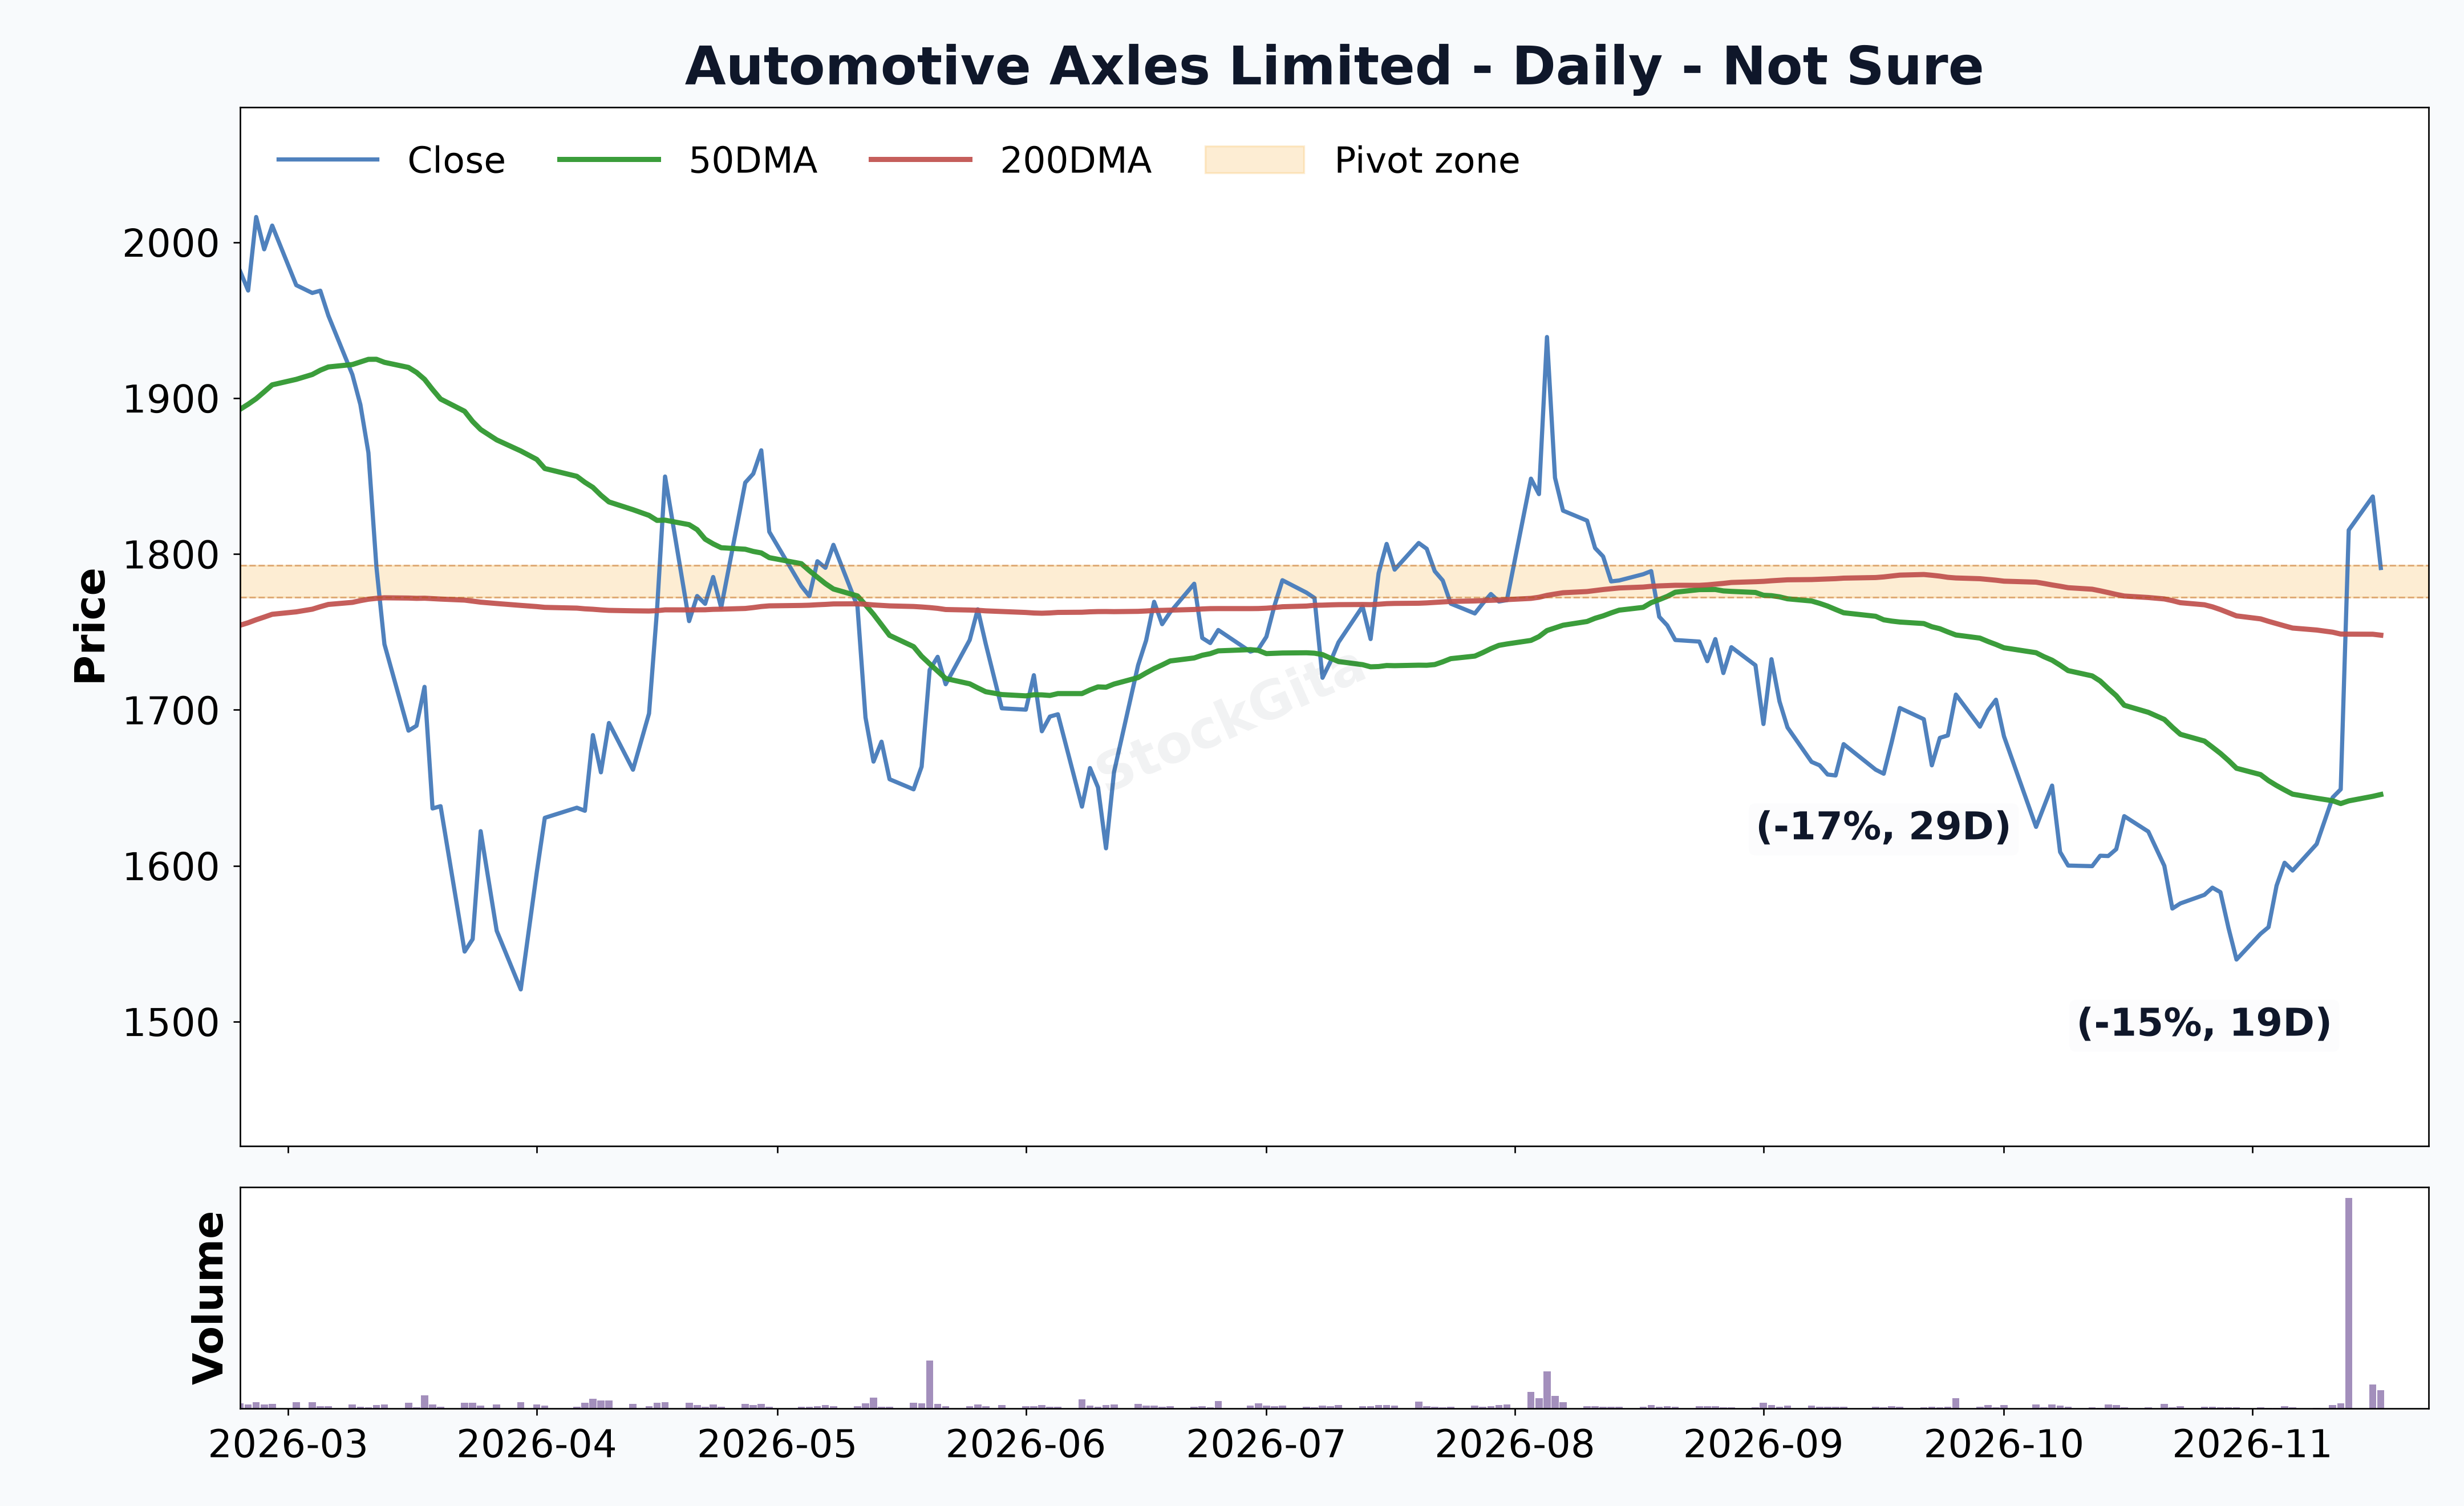 Automotive Axles Limited - Daily - Not Sure
Close 50DMA 200DMA Pivot zone
Price
2000
1900
1800
1700
1600
1500
StockGita
(-17%, 29D)
(-15%, 19D)
Volume
2026-03 2026-04 2026-05 2026-06 2026-07 2026-08 2026-09 2026-10 2026-11